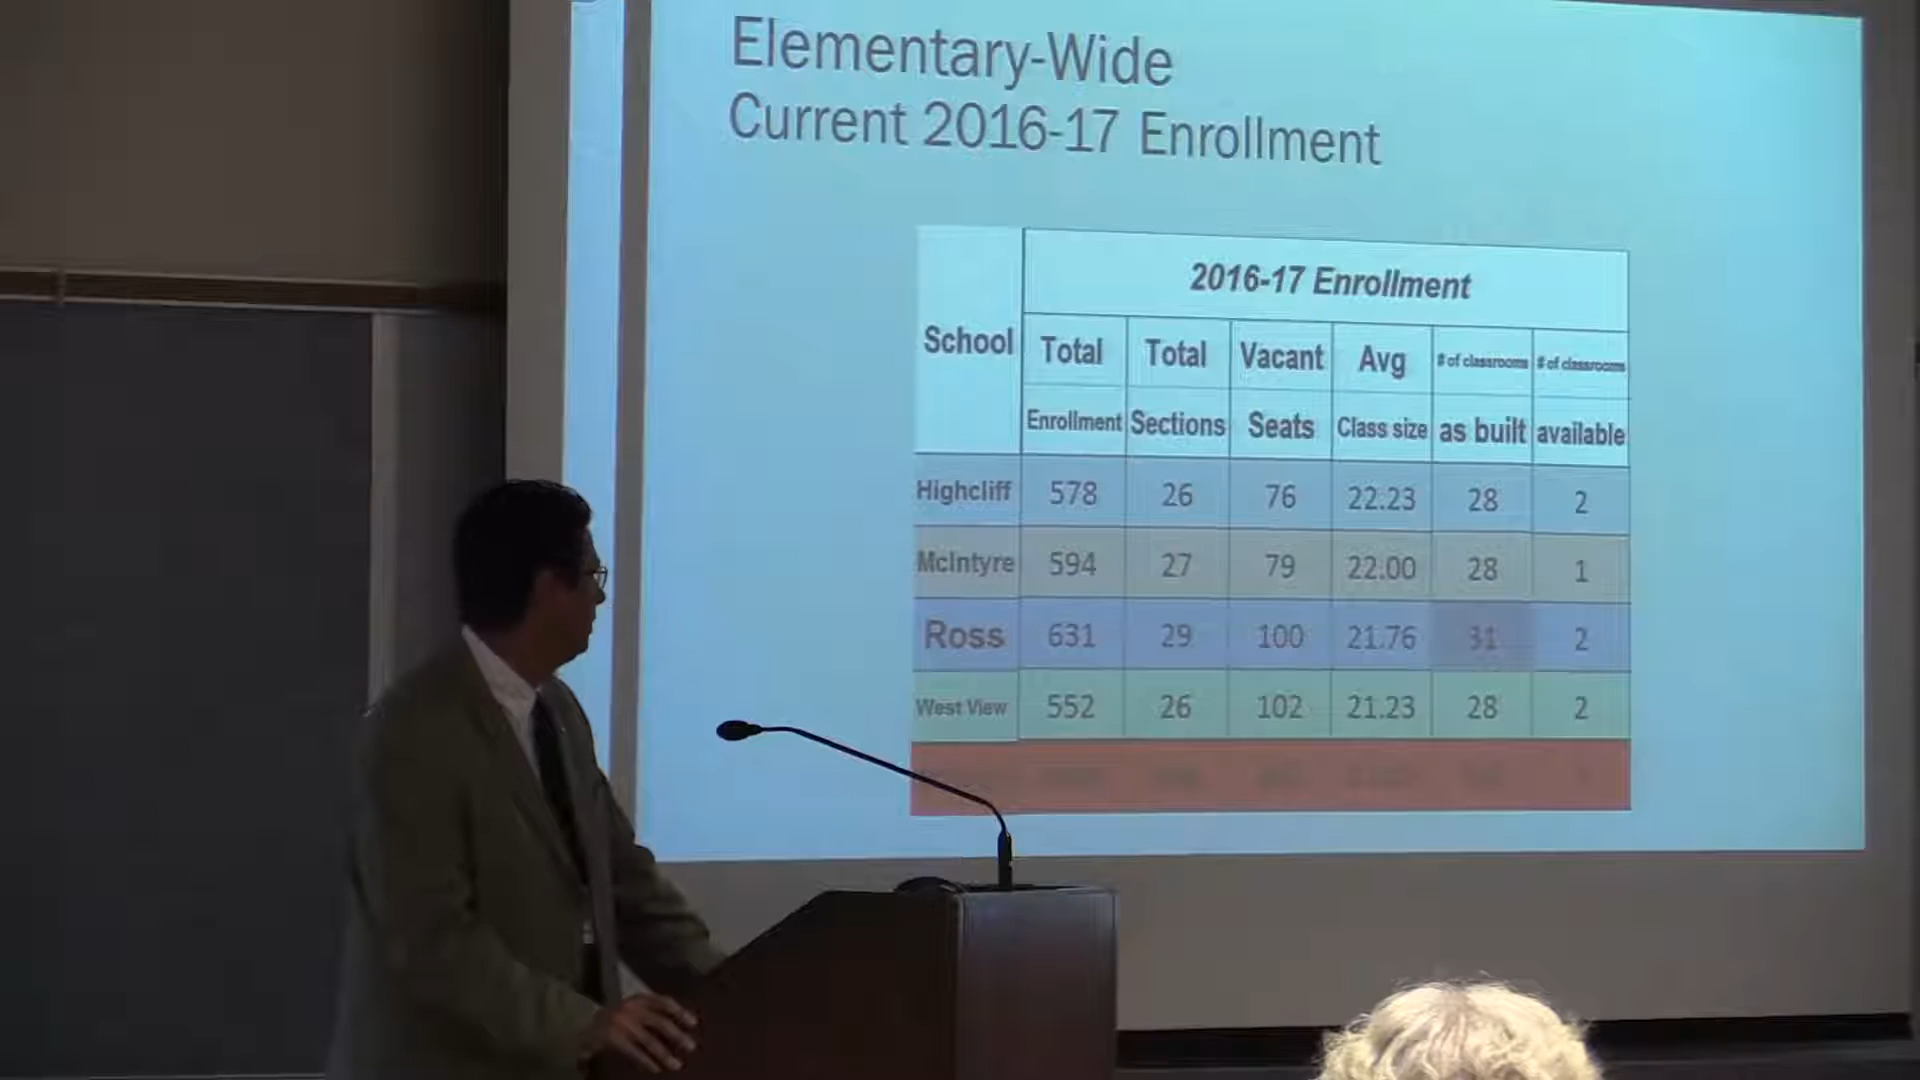 Elementary-Wide
Current 2016-17 Enrollment
2016-17 Enrollment
School Total Total Vacant Avg # of classrooms # of classrooms
Enrollment Sections Seats Class size as built available
Highcliff 578 26 76 22.23 28 2
McIntyre 594 27 79 22.00 28 1
Ross 631 29 100 21.76 31 2
West View 552 26 102 21.23 28 2